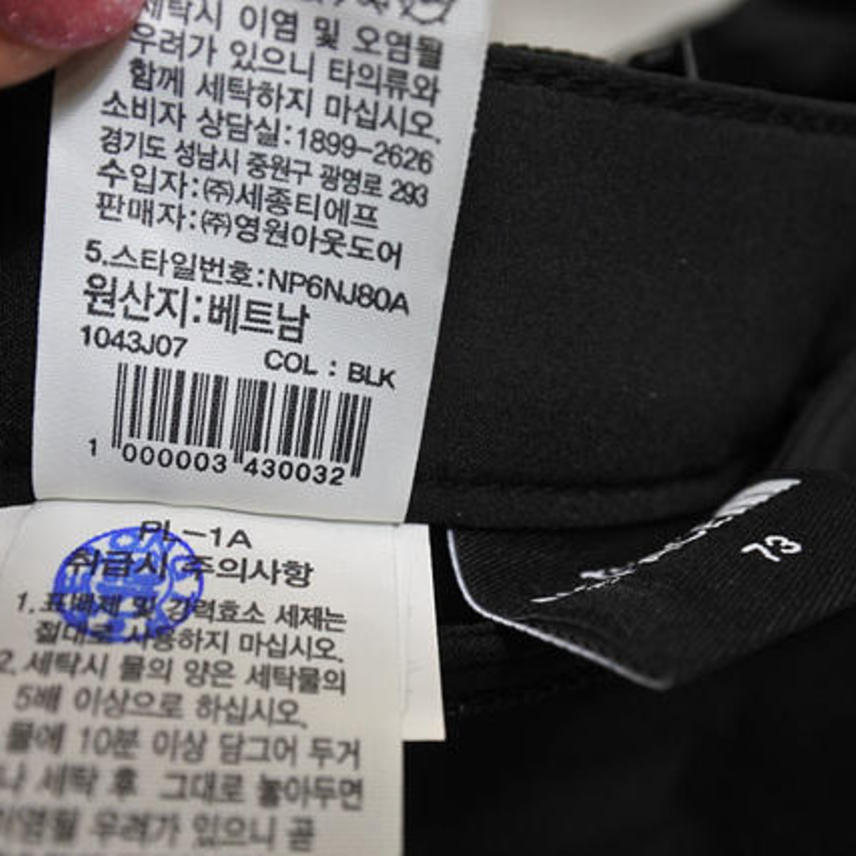 세탁시 이염 및 오염될
우려가 있으니 타의류와
함께 세탁하지 마십시오.
소비자 상담실:1899-2626
경기도 성남시 중원구 광명로 293
수입자:㈜세종티에프
판매자:㈜영원아웃도어
5.스타일번호:NP6NJ80A
원산지:베트남
1043J07 COL : BLK
1 000003 430032
PL-1A
취급시 주의사항
1. 표백제 및 강력효소 세제는
절대로 사용하지 마십시오.
2. 세탁시 물의 양은 세탁물의
5배 이상으로 하십시오.
물에 10분 이상 담그어 두거
나 세탁 후 그대로 놓아두면
이염될 우려가 있으니 곧
73